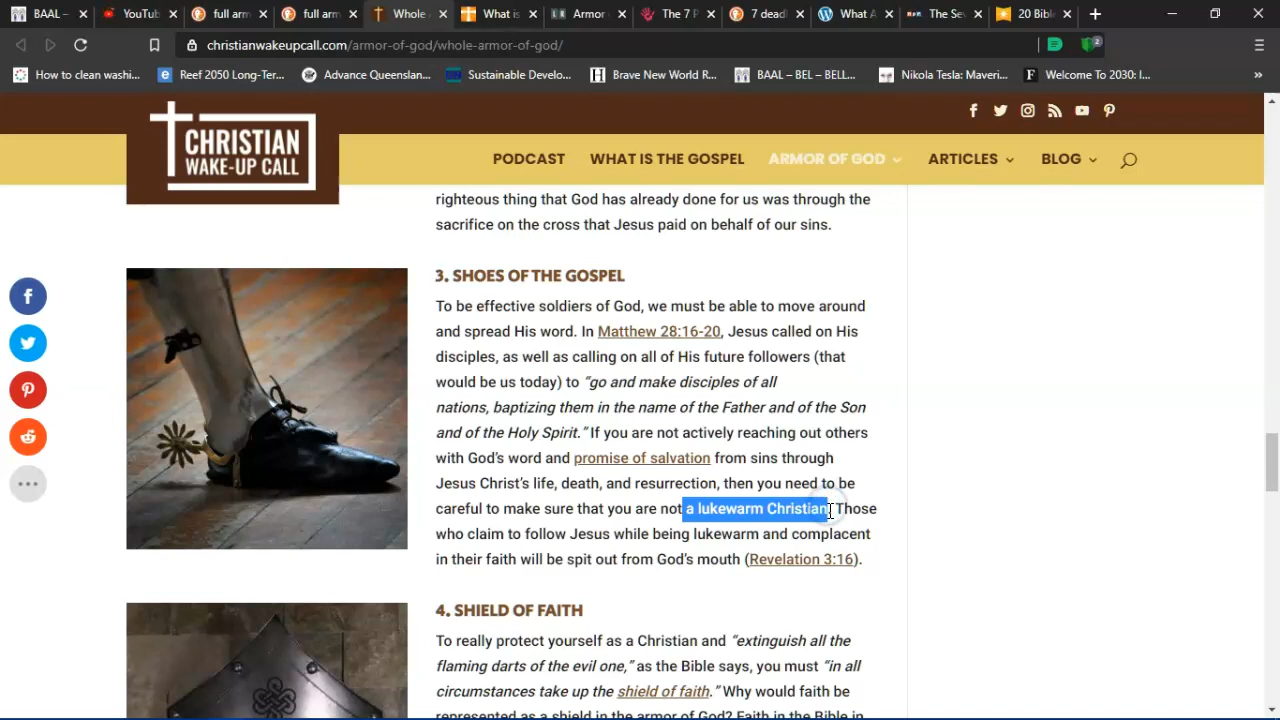 BAAL –
YouTub
full arm
full arm
Whole
What is
Armor
The 7 P
7 deadl
What A
The Se
20 Bibl
christianwakeupcall.com/armor-of-god/whole-armor-of-god/
2
How to clean washi...
Reef 2050 Long-Ter...
Advance Queenslan...
Sustainable Develo...
Brave New World R...
BAAL – BEL – BELL...
Nikola Tesla: Maveri...
Welcome To 2030: I...
»
CHRISTIAN
WAKE-UP CALL
PODCAST
WHAT IS THE GOSPEL
ARMOR OF GOD
ARTICLES
BLOG
righteous thing that God has already done for us was through the
sacrifice on the cross that Jesus paid on behalf of our sins.
3. SHOES OF THE GOSPEL
To be effective soldiers of God, we must be able to move around
and spread His word. In Matthew 28:16-20, Jesus called on His
disciples, as well as calling on all of His future followers (that
would be us today) to “go and make disciples of all
nations, baptizing them in the name of the Father and of the Son
and of the Holy Spirit.” If you are not actively reaching out others
with God’s word and promise of salvation from sins through
Jesus Christ’s life, death, and resurrection, then you need to be
careful to make sure that you are not a lukewarm Christian. Those
who claim to follow Jesus while being lukewarm and complacent
in their faith will be spit out from God’s mouth (Revelation 3:16).
4. SHIELD OF FAITH
To really protect yourself as a Christian and “extinguish all the
flaming darts of the evil one,” as the Bible says, you must “in all
circumstances take up the shield of faith.” Why would faith be
represented as a shield in the armor of God? Faith in the Bible in